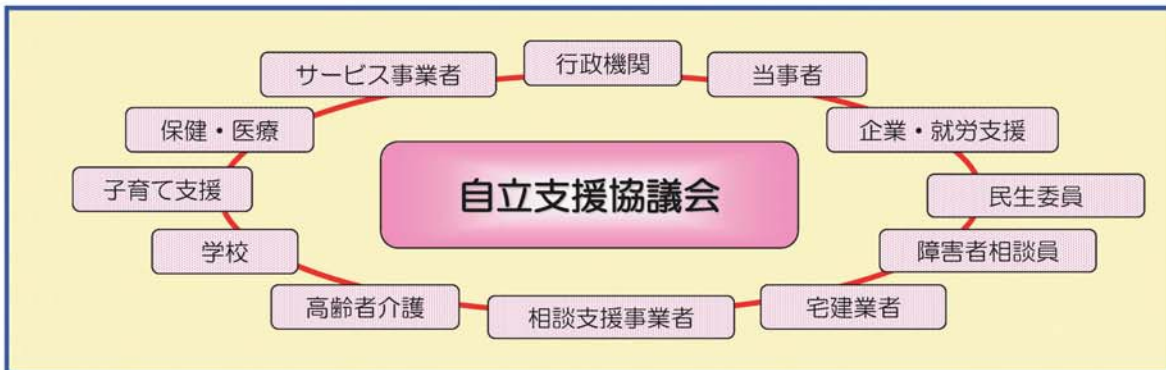 行政機関
サービス事業者
当事者
保健・医療
企業・就労支援
自立支援協議会
子育て支援
民生委員
学校
障害者相談員
高齢者介護
相談支援事業者
宅建業者